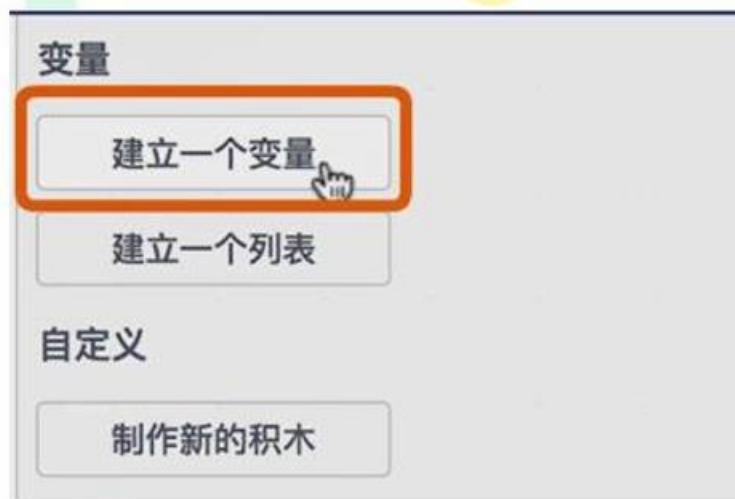 变量
建立一个变量
建立一个列表
自定义
制作新的积木